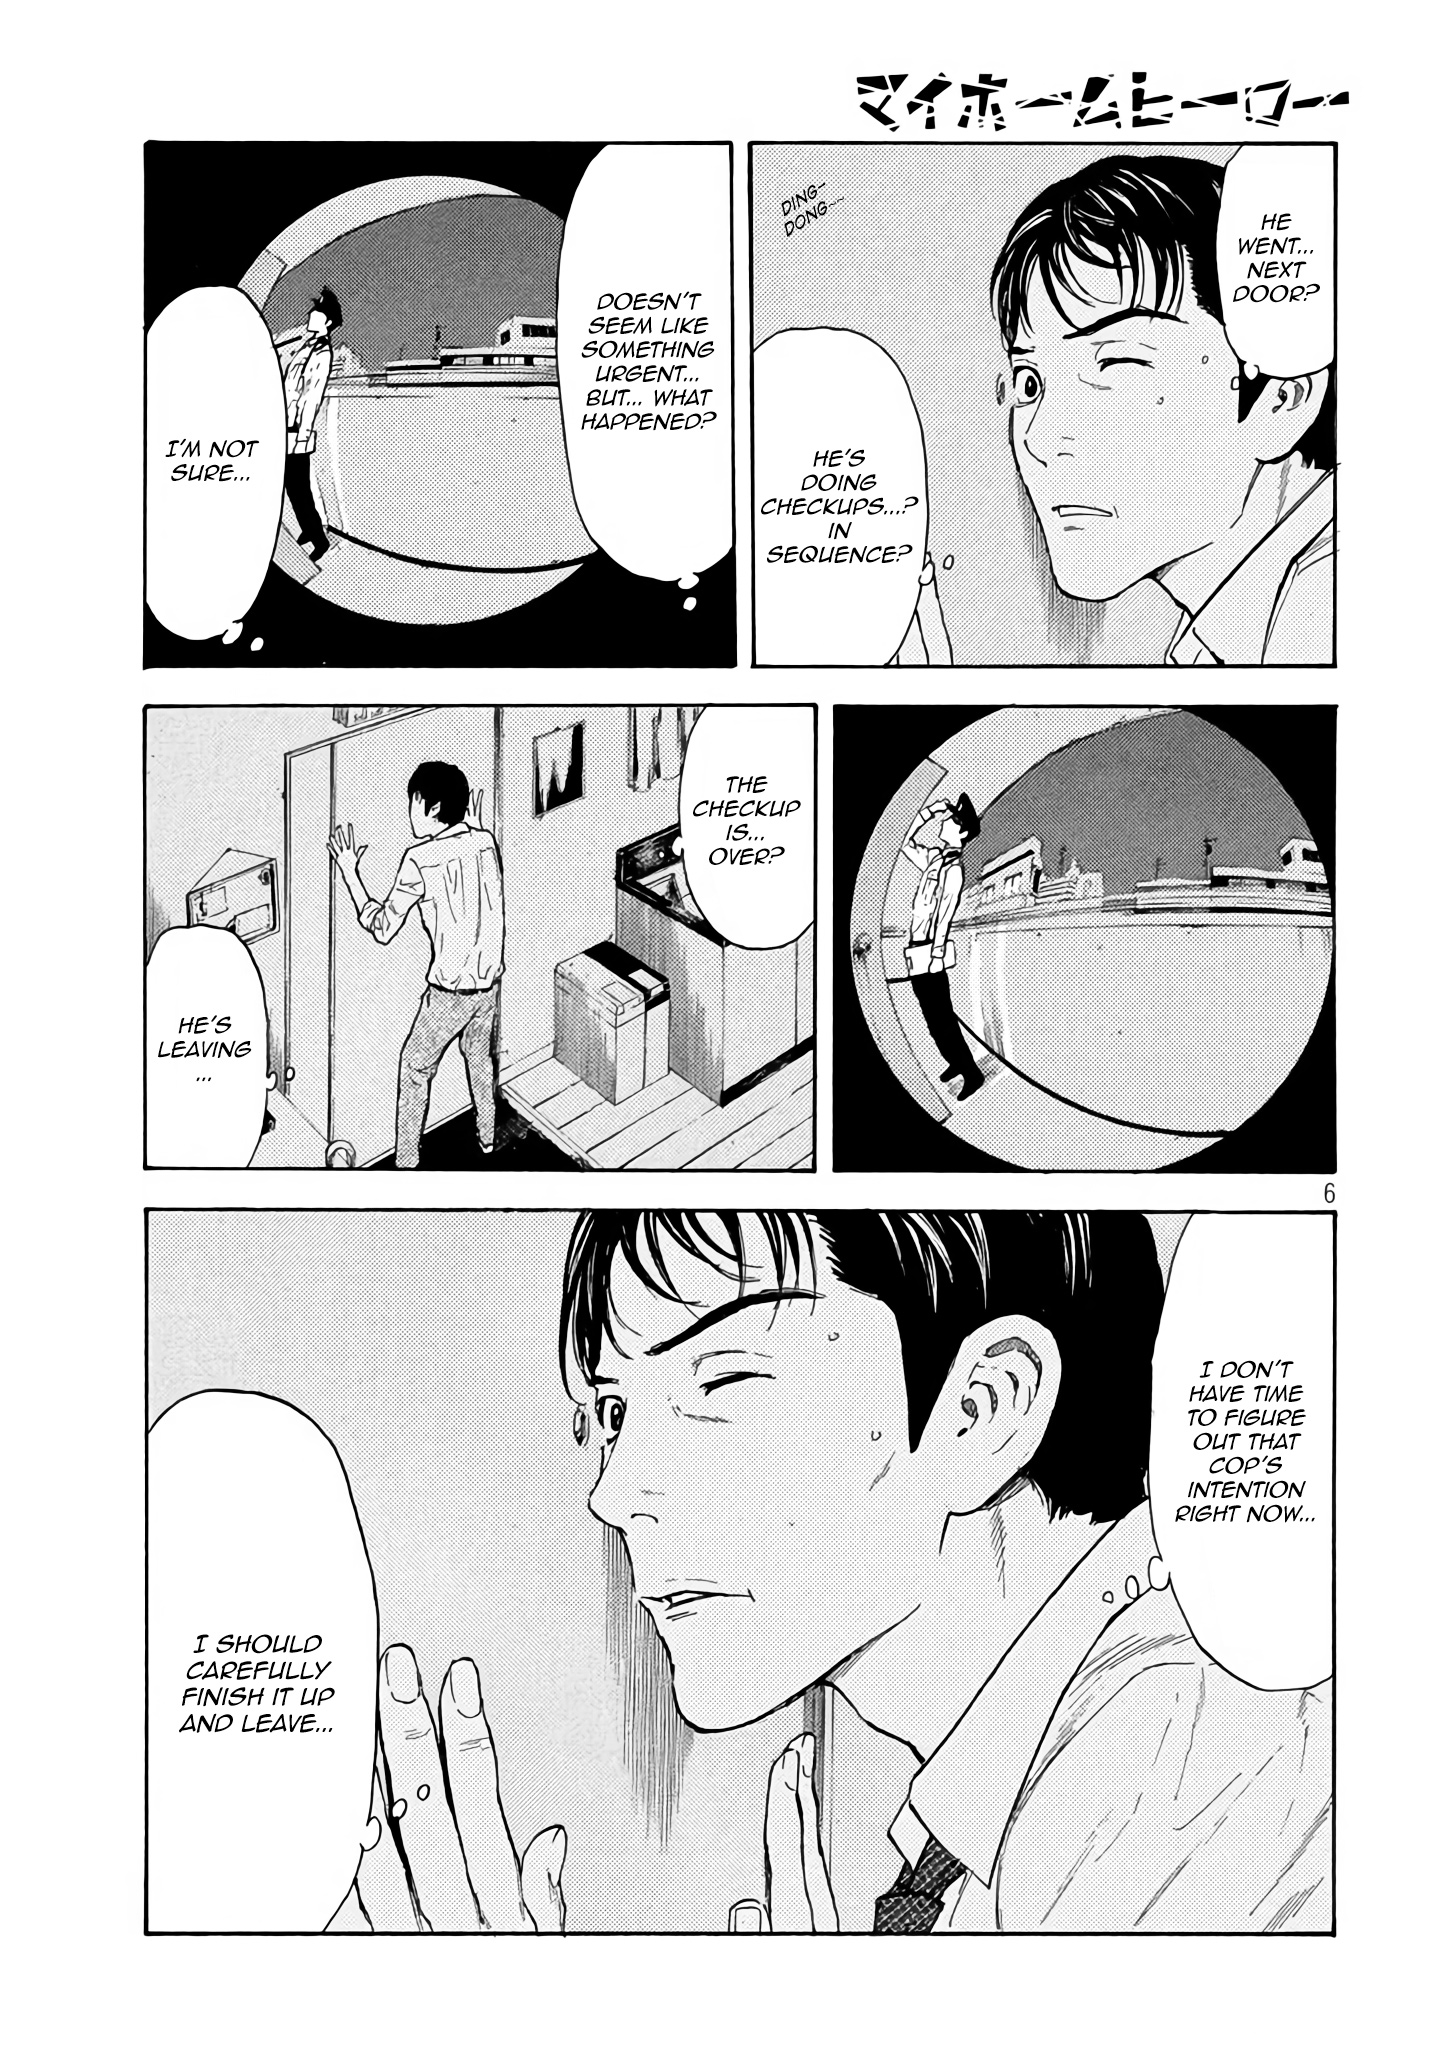 マイホームヒーロー
DING-
DONG~~
HE
WENT...
NEXT
DOOR?
HE'S
DOING
CHECKUPS...?
IN
SEQUENCE?
DOESN'T
SEEM LIKE
SOMETHING
URGENT...
BUT... WHAT
HAPPENED?
I'M NOT
SURE...
THE
CHECKUP
IS...
OVER?
HE'S
LEAVING
...
6
I DON'T
HAVE TIME
TO FIGURE
OUT THAT
COP'S
INTENTION
RIGHT NOW...
I SHOULD
CAREFULLY
FINISH IT UP
AND LEAVE...